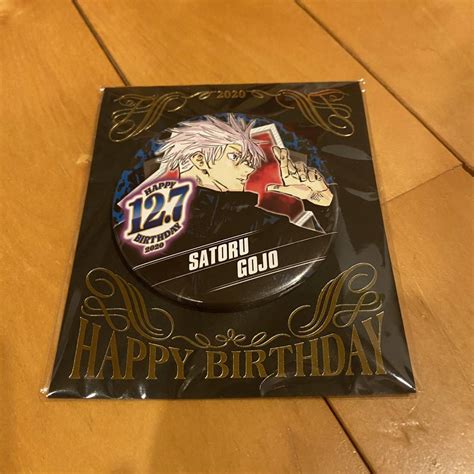 2020
HAPPY
12.7
BIRTHDAY
2020
SATORU
GOJO
HAPPY BIRTHDAY